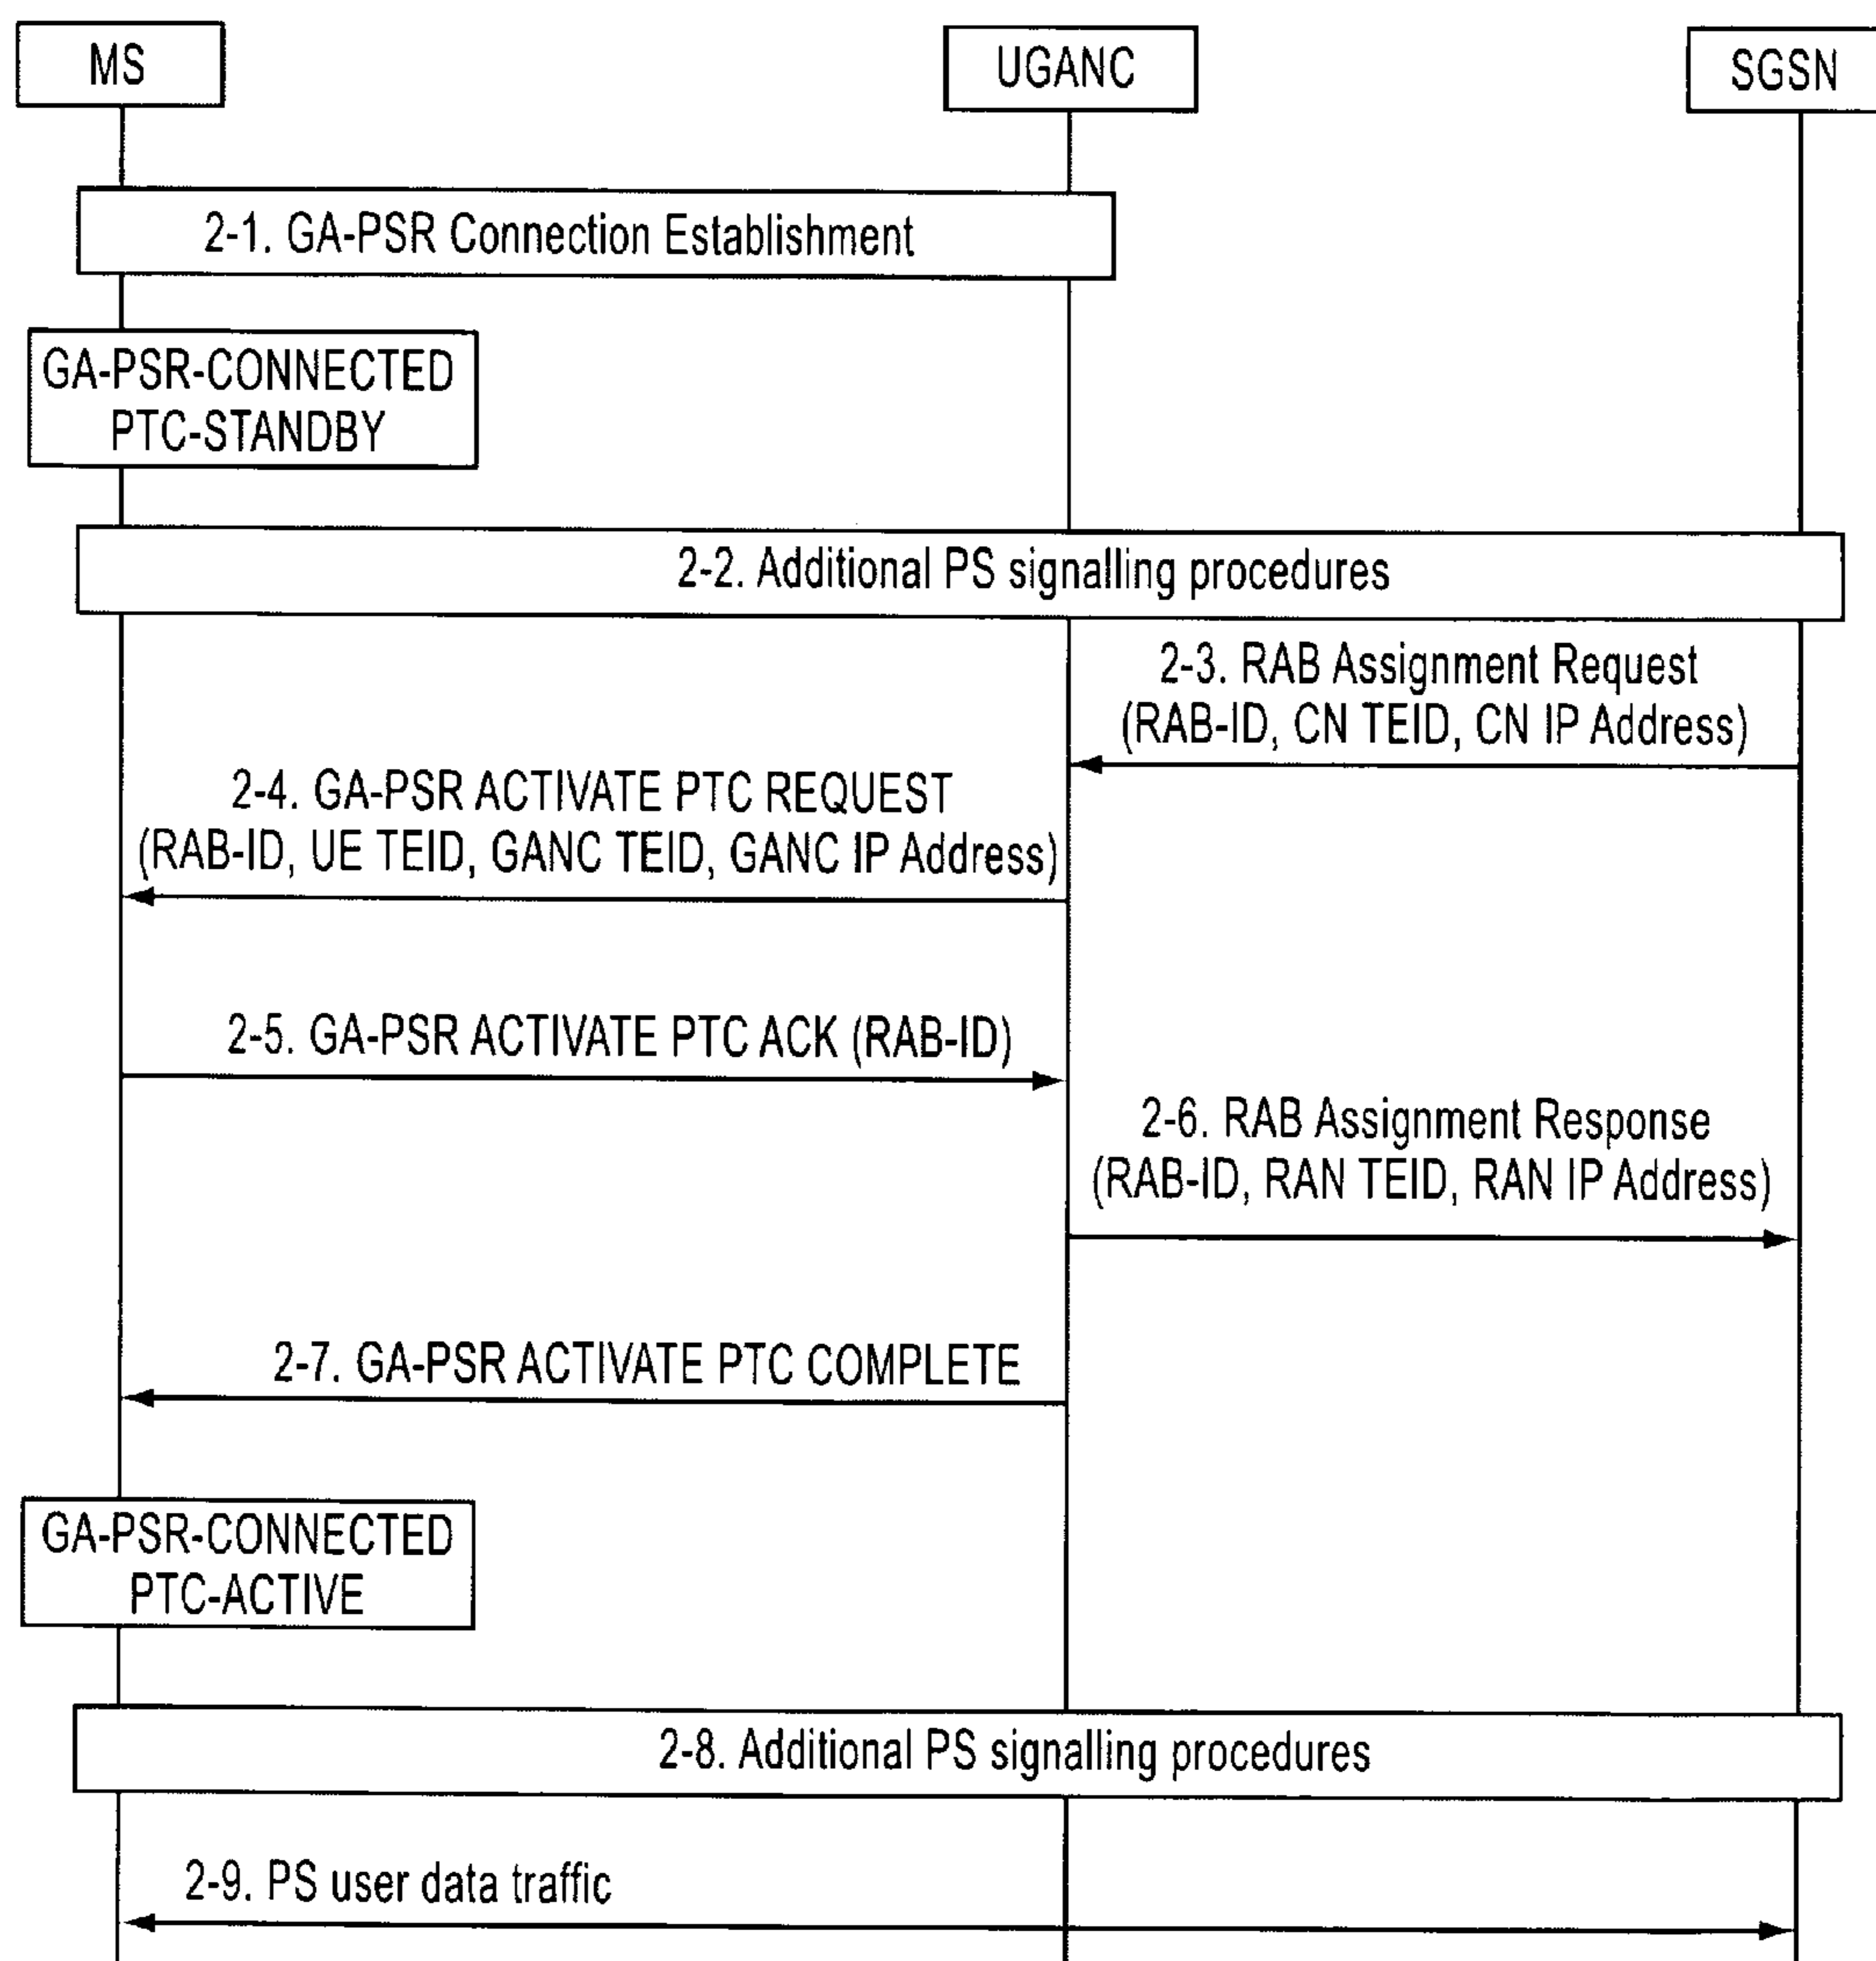 MS
UGANC
SGSN
2-1. GA-PSR Connection Establishment
GA-PSR-CONNECTED
PTC-STANDBY
2-2. Additional PS signalling procedures
2-3. RAB Assignment Request
(RAB-ID, CN TEID, CN IP Address)
2-4. GA-PSR ACTIVATE PTC REQUEST
(RAB-ID, UE TEID, GANC TEID, GANC IP Address)
2-5. GA-PSR ACTIVATE PTC ACK (RAB-ID)
2-6. RAB Assignment Response
(RAB-ID, RAN TEID, RAN IP Address)
2-7. GA-PSR ACTIVATE PTC COMPLETE
GA-PSR-CONNECTED
PTC-ACTIVE
2-8. Additional PS signalling procedures
2-9. PS user data traffic